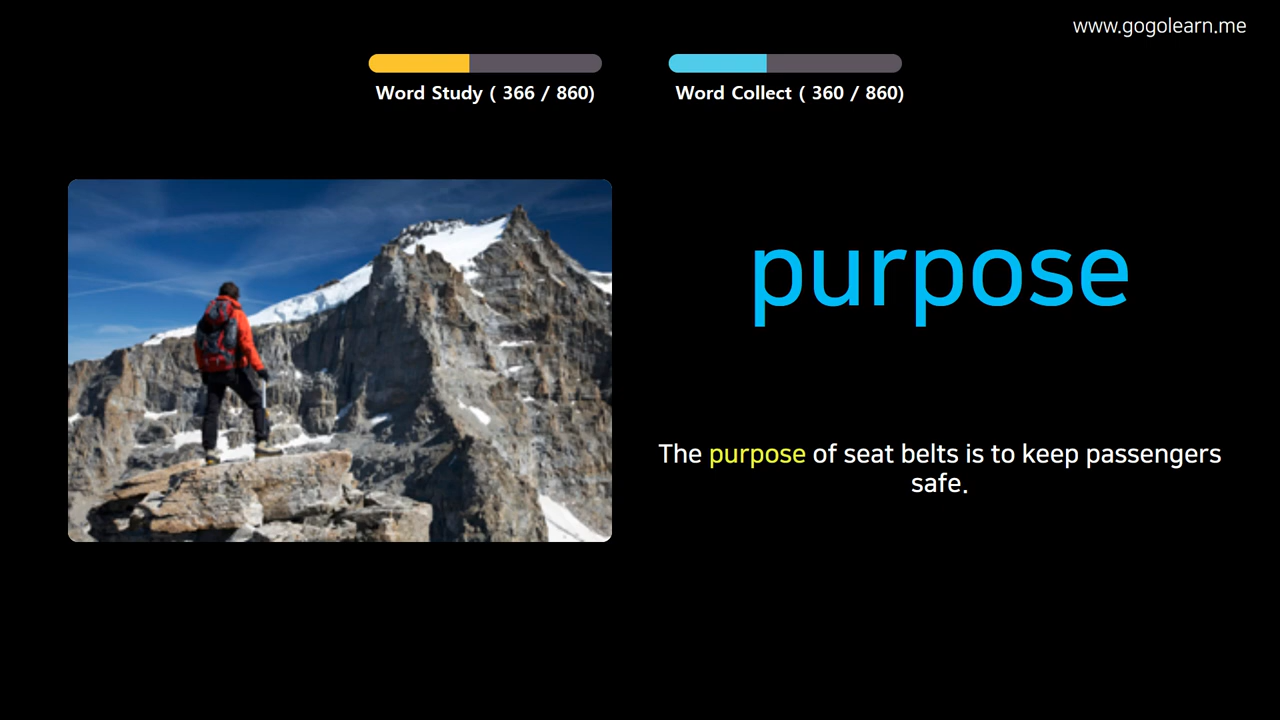 www.gogolearn.me
Word Study ( 366 / 860)
Word Collect ( 360 / 860)
purpose
The purpose of seat belts is to keep passengers
safe.